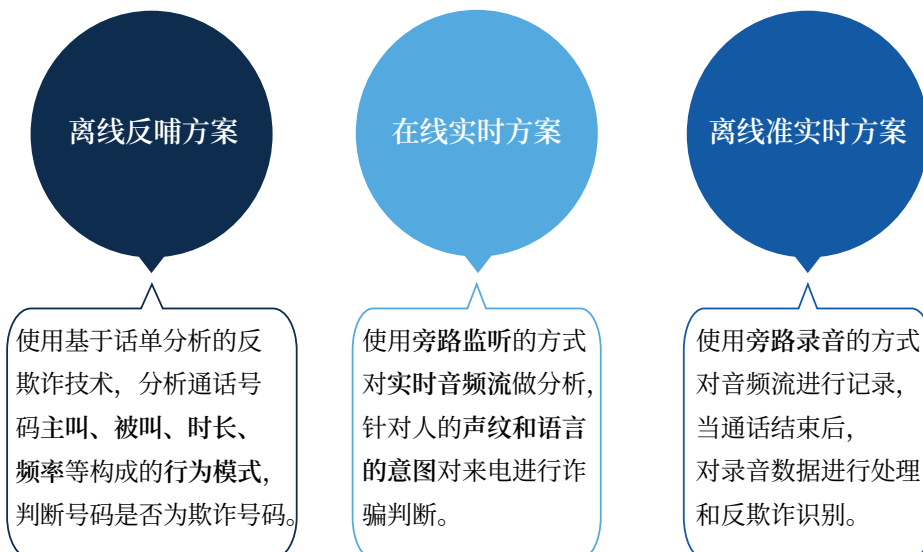 离线反哺方案
使用基于话单分析的反
欺诈技术，分析通话号
码主叫、被叫、时长、
频率等构成的行为模式，
判断号码是否为欺诈号码。
在线实时方案
使用旁路监听的方式
对实时音频流做分析，
针对人的声纹和语言
的意图对来电进行诈
骗判断。
离线准实时方案
使用旁路录音的方式
对音频流进行记录，
当通话结束后，
对录音数据进行处理
和反欺诈识别。